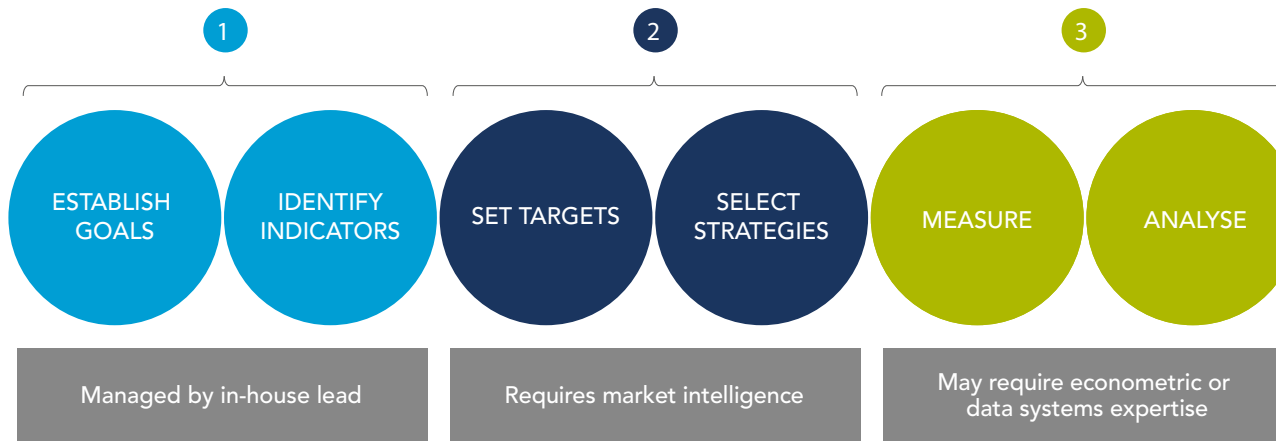 1
2
3
ESTABLISH
GOALS
IDENTIFY
INDICATORS
SET TARGETS
SELECT
STRATEGIES
MEASURE
ANALYSE
Managed by in-house lead
Requires market intelligence
May require econometric or
data systems expertise